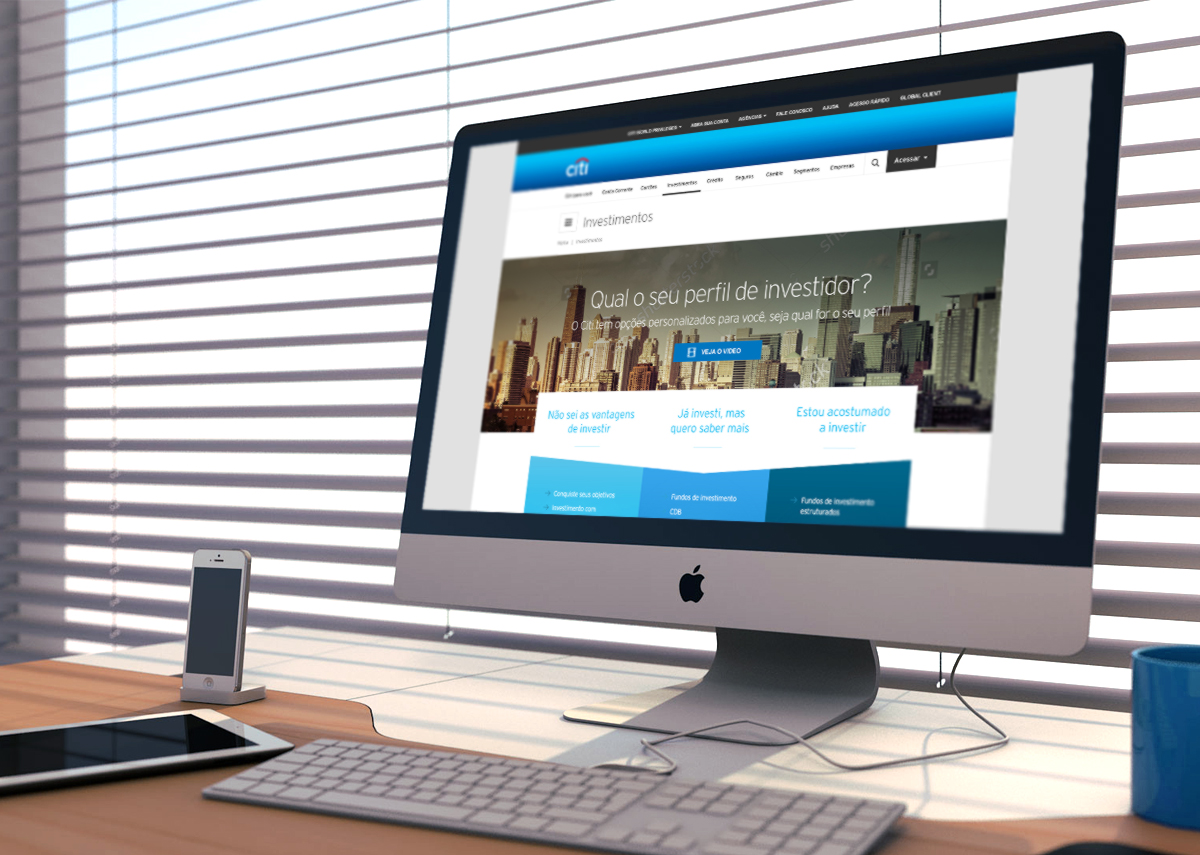 CITI WORLD PRIVILEGES ABRA SUA CONTA AGÊNCIAS FALE CONOSCO AJUDA ACESSO RÁPIDO GLOBAL CLIENT
citi
Conta Corrente Cartões Investimentos Crédito Seguros Câmbio Segmentos Empresas Acessar
Investimentos
Home | Investimentos
Qual o seu perfil de investidor?
O Citi tem opções personalizados para você, seja qual for o seu perfil
VEJA O VÍDEO
Não sei as vantagens
de investir
Já investi, mas
quero saber mais
Estou acostumado
a investir
Conquiste seus objetivos
Investimento com
Fundos de investimento
CDB
Fundos de investimento
estruturados